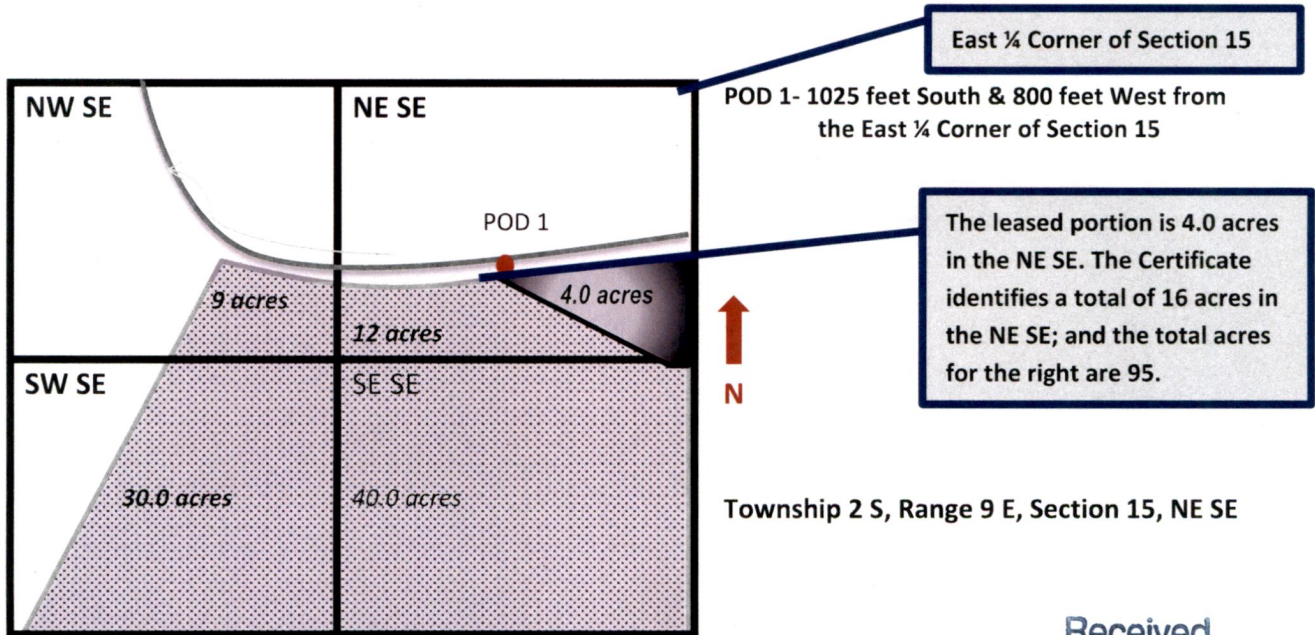 East ¼ Corner of Section 15
NW SE
NE SE
POD 1- 1025 feet South & 800 feet West from
the East ¼ Corner of Section 15
POD 1
The leased portion is 4.0 acres
in the NE SE. The Certificate
identifies a total of 16 acres in
the NE SE; and the total acres
for the right are 95.
9 acres
4.0 acres
12 acres
N
SW SE
SE SE
30.0 acres
40.0 acres
Township 2 S, Range 9 E, Section 15, NE SE
Received